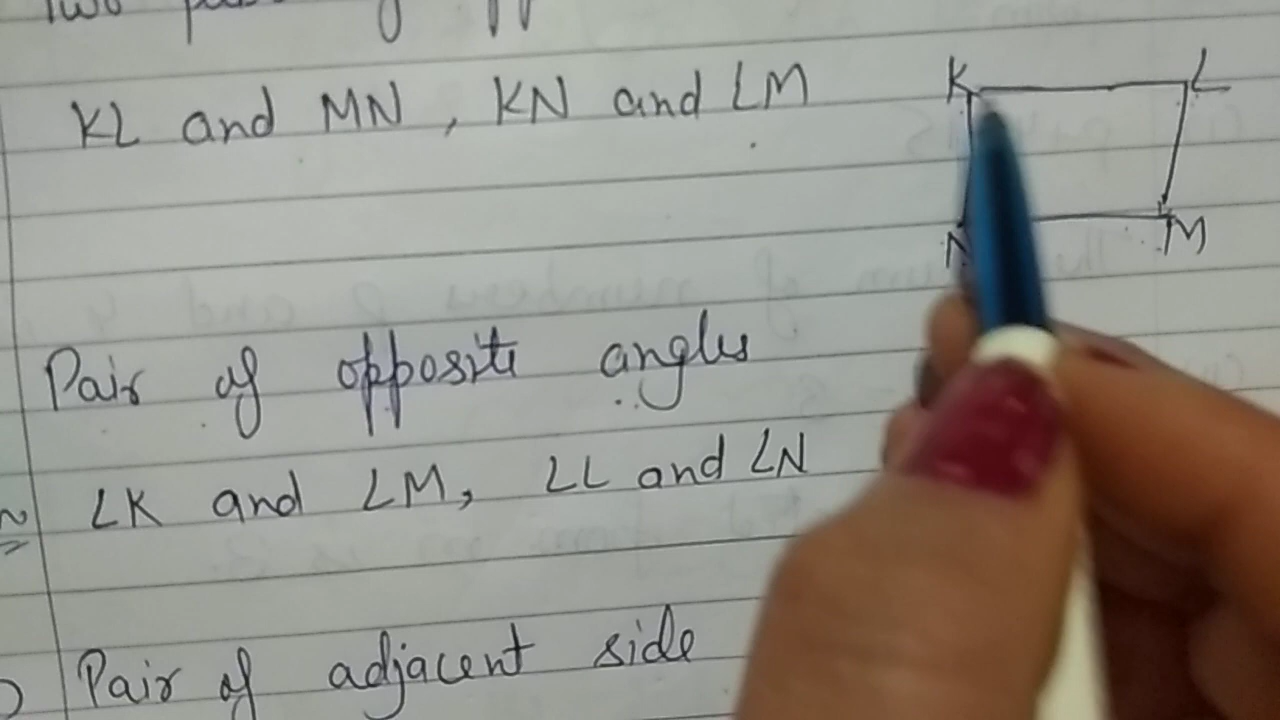 KL and MN, KN and LM
K L
N M
Pair of opposite angles
∠K and ∠M, ∠L and ∠N
Pair of adjacent side